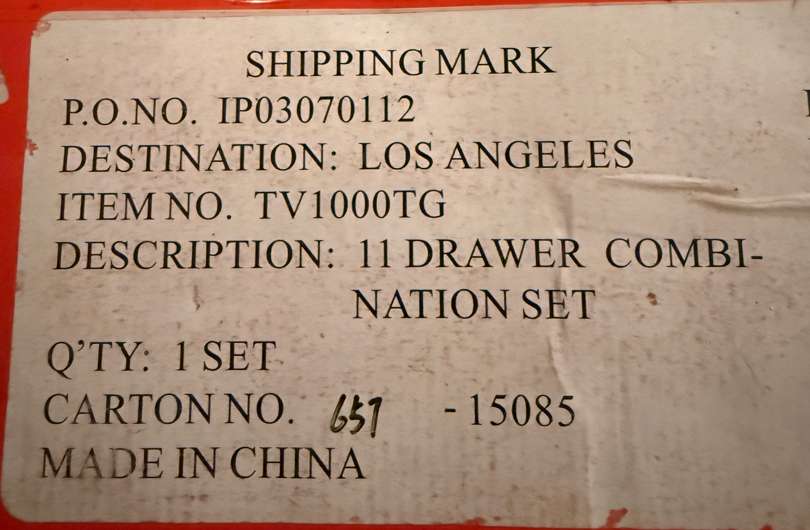 SHIPPING MARK
P.O.NO. IP03070112
DESTINATION: LOS ANGELES
ITEM NO. TV1000TG
DESCRIPTION: 11 DRAWER COMBI-
NATION SET
Q'TY: 1 SET
CARTON NO. 657 -15085
MADE IN CHINA